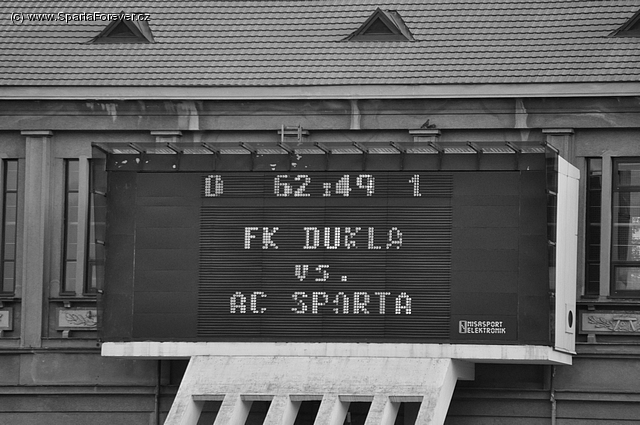 (c) www.SpartaForever.cz
0 62:49 1
FK DUKLA
vs.
AC SPARTA
NISASPORT
ELEKTRONIK